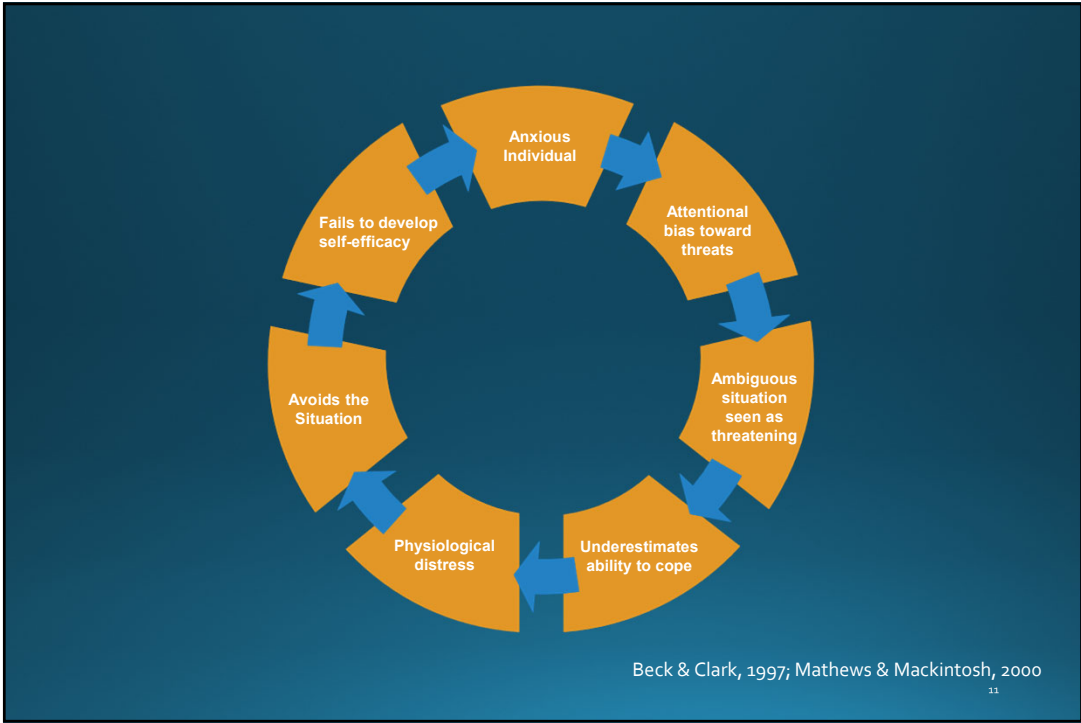 Anxious
Individual
Attentional
bias toward
threats
Ambiguous
situation
seen as
threatening
Underestimates
ability to cope
Physiological
distress
Avoids the
Situation
Fails to develop
self-efficacy
Beck & Clark, 1997; Mathews & Mackintosh, 2000
11